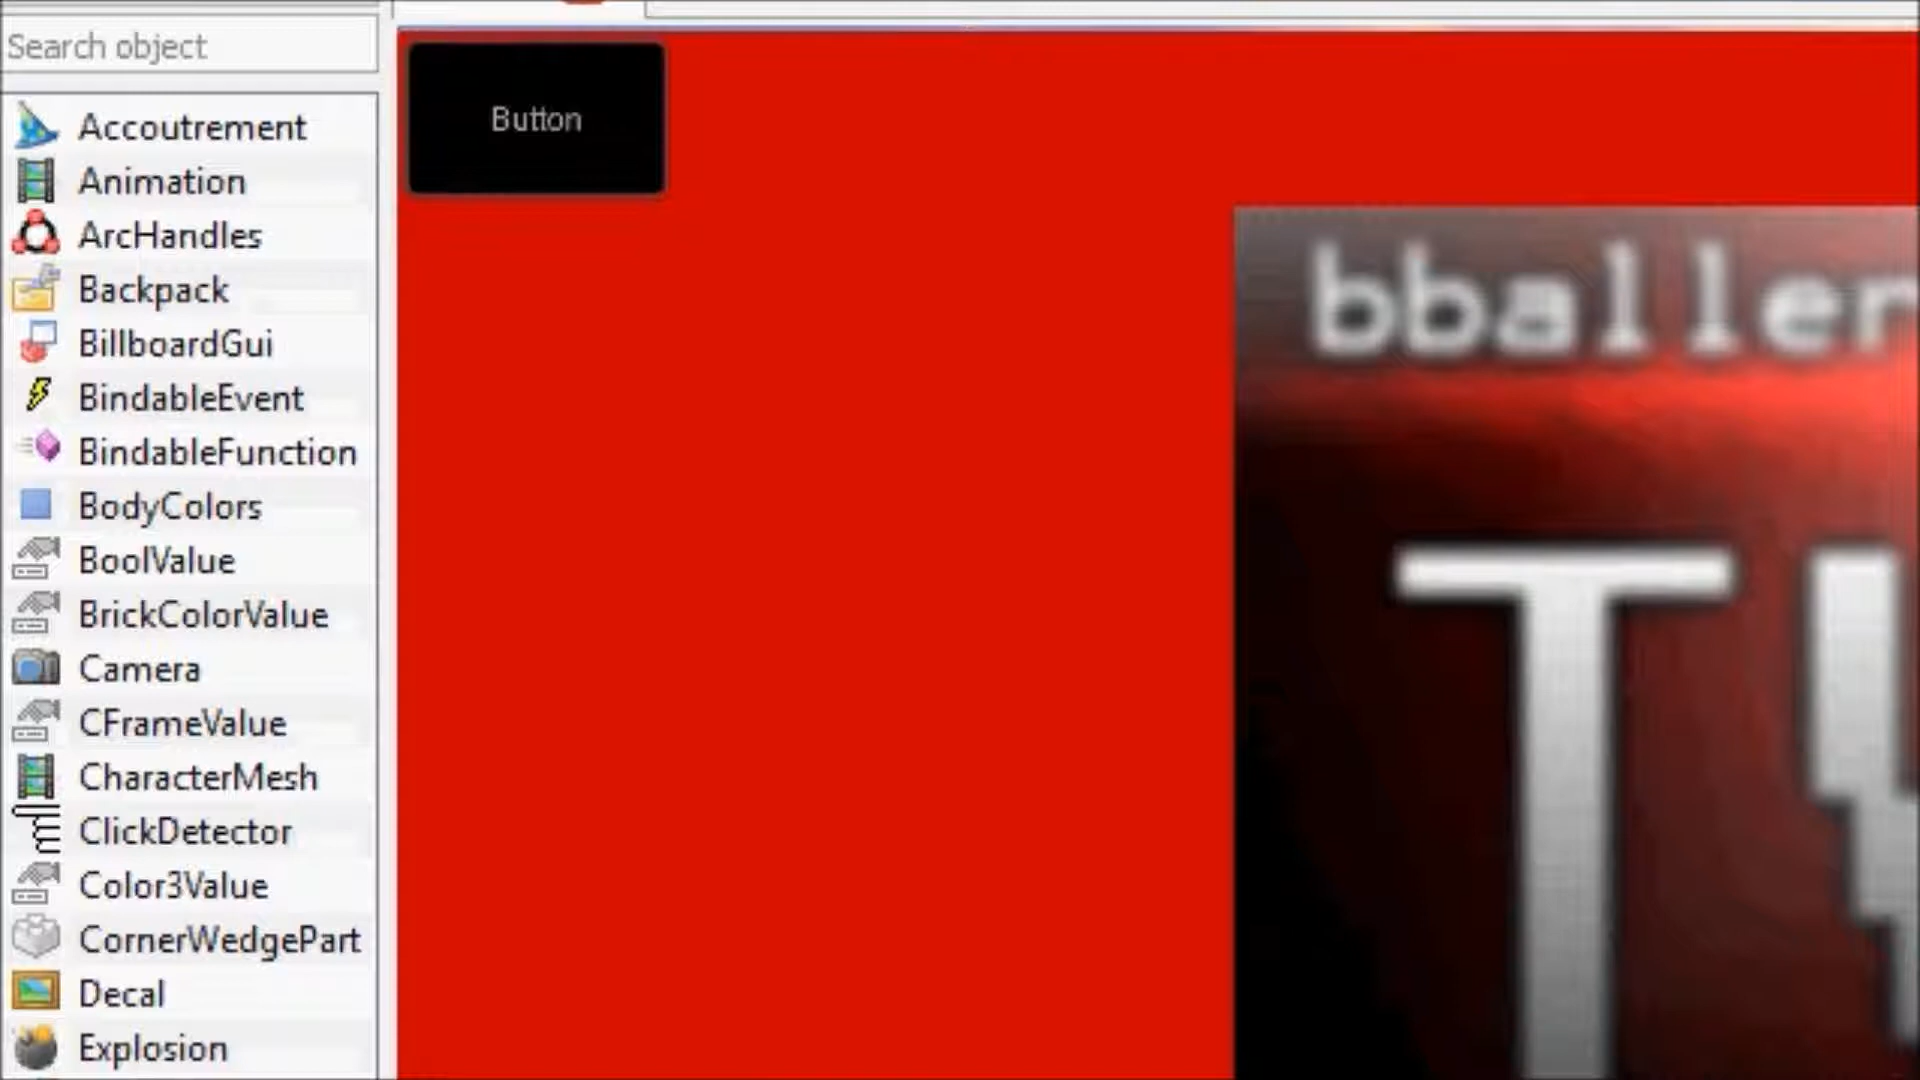 Search object
Accoutrement
Animation
ArcHandles
Backpack
BillboardGui
BindableEvent
BindableFunction
BodyColors
BoolValue
BrickColorValue
Camera
CFrameValue
CharacterMesh
ClickDetector
Color3Value
CornerWedgePart
Decal
Explosion
Button
bballer